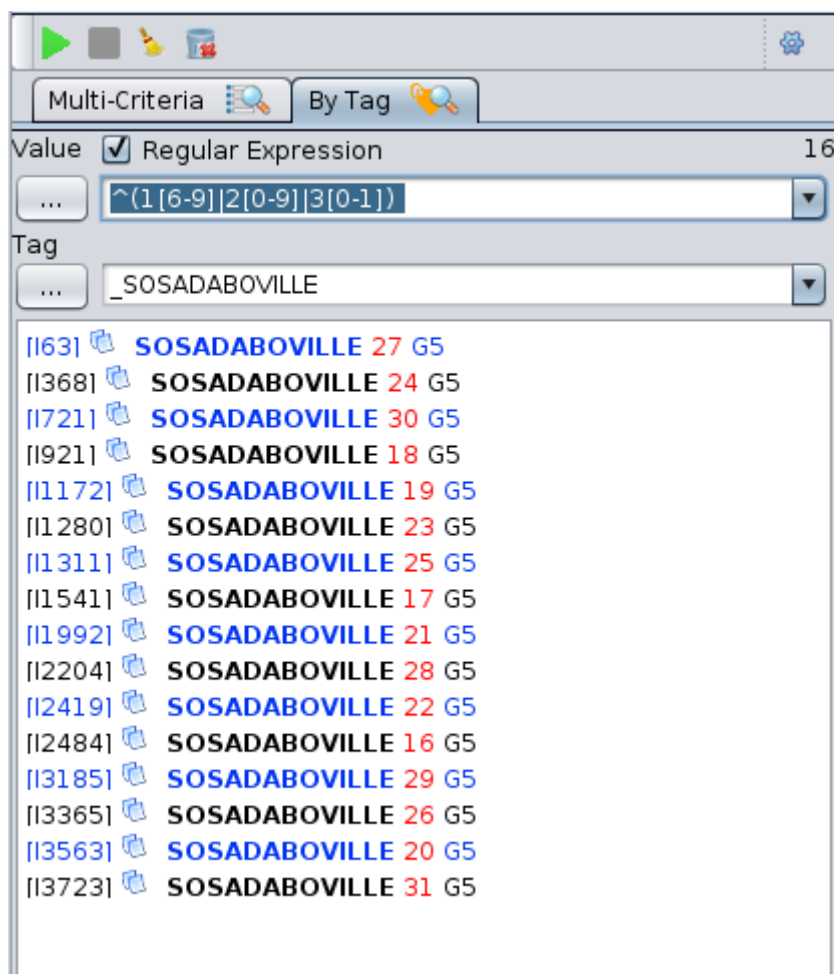 Multi-Criteria By Tag
Value Regular Expression 16
... ^(1[6-9]|2[0-9]|3[0-1])
Tag
... _SOSADABOVILLE
[I63] SOSADABOVILLE 27 G5
[I368] SOSADABOVILLE 24 G5
[I721] SOSADABOVILLE 30 G5
[I921] SOSADABOVILLE 18 G5
[I1172] SOSADABOVILLE 19 G5
[I1280] SOSADABOVILLE 23 G5
[I1311] SOSADABOVILLE 25 G5
[I1541] SOSADABOVILLE 17 G5
[I1992] SOSADABOVILLE 21 G5
[I2204] SOSADABOVILLE 28 G5
[I2419] SOSADABOVILLE 22 G5
[I2484] SOSADABOVILLE 16 G5
[I3185] SOSADABOVILLE 29 G5
[I3365] SOSADABOVILLE 26 G5
[I3563] SOSADABOVILLE 20 G5
[I3723] SOSADABOVILLE 31 G5